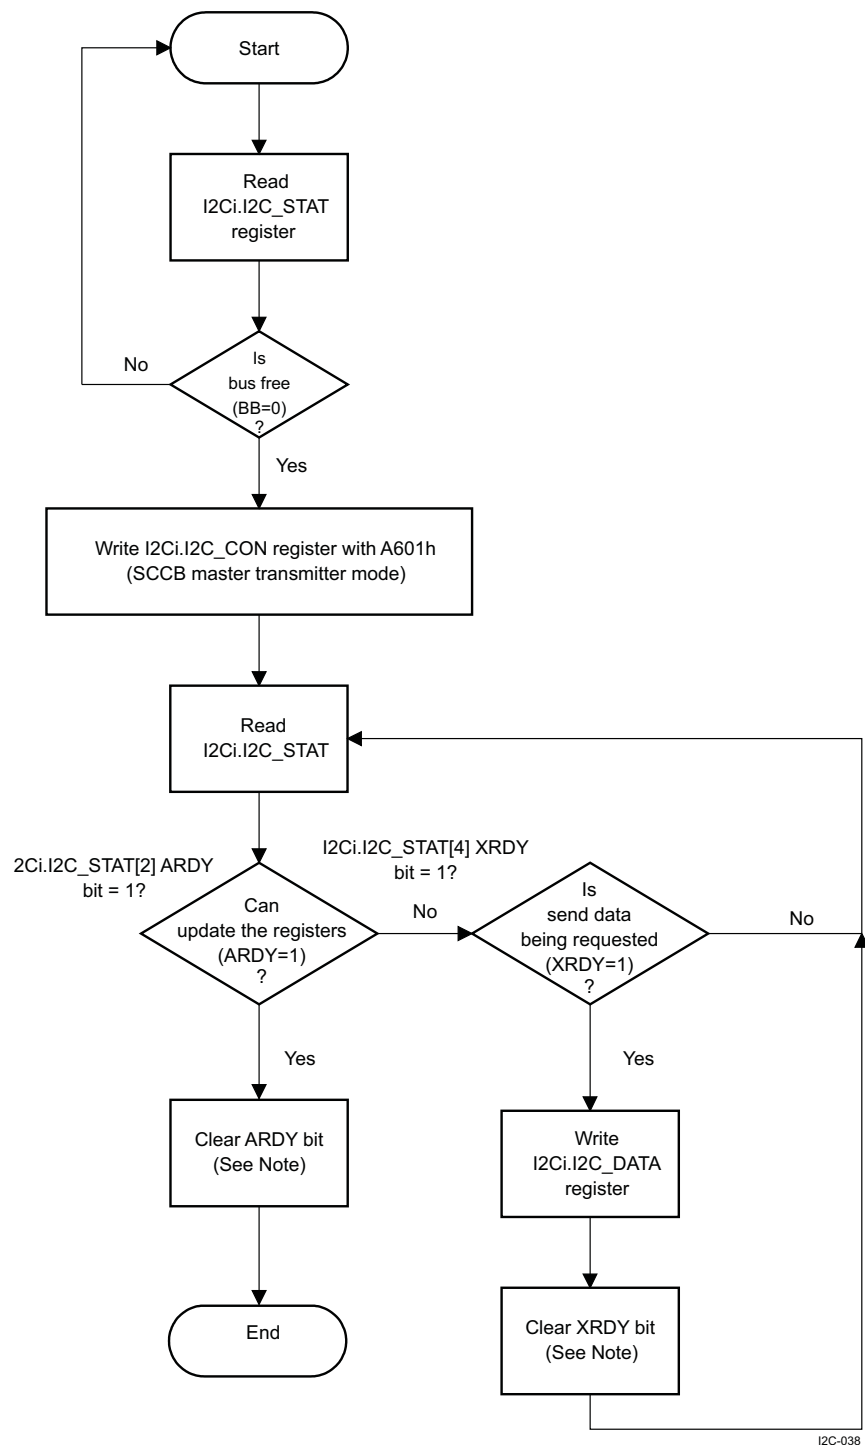 Start
Read
I2Ci.I2C_STAT
register
Is
bus free
(BB=0)
?
No
Yes
Write I2Ci.I2C_CON register with A601h
(SCCB master transmitter mode)
Read
I2Ci.I2C_STAT
2Ci.I2C_STAT[2] ARDY
bit = 1?
I2Ci.I2C_STAT[4] XRDY
bit = 1?
Can
update the registers
(ARDY=1)
?
No
Is
send data
being requested
(XRDY=1)
?
No
Yes
Yes
Clear ARDY bit
(See Note)
Write
I2Ci.I2C_DATA
register
End
Clear XRDY bit
(See Note)
I2C-038